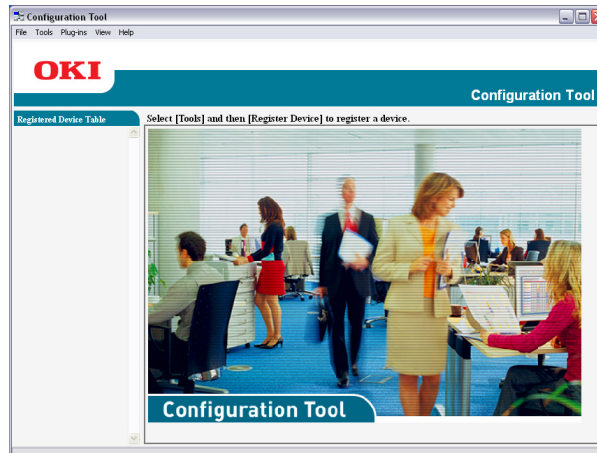 Configuration Tool
File Tools Plug-ins View Help
OKI
Configuration Tool
Registered Device Table
Select [Tools] and then [Register Device] to register a device.
Configuration Tool